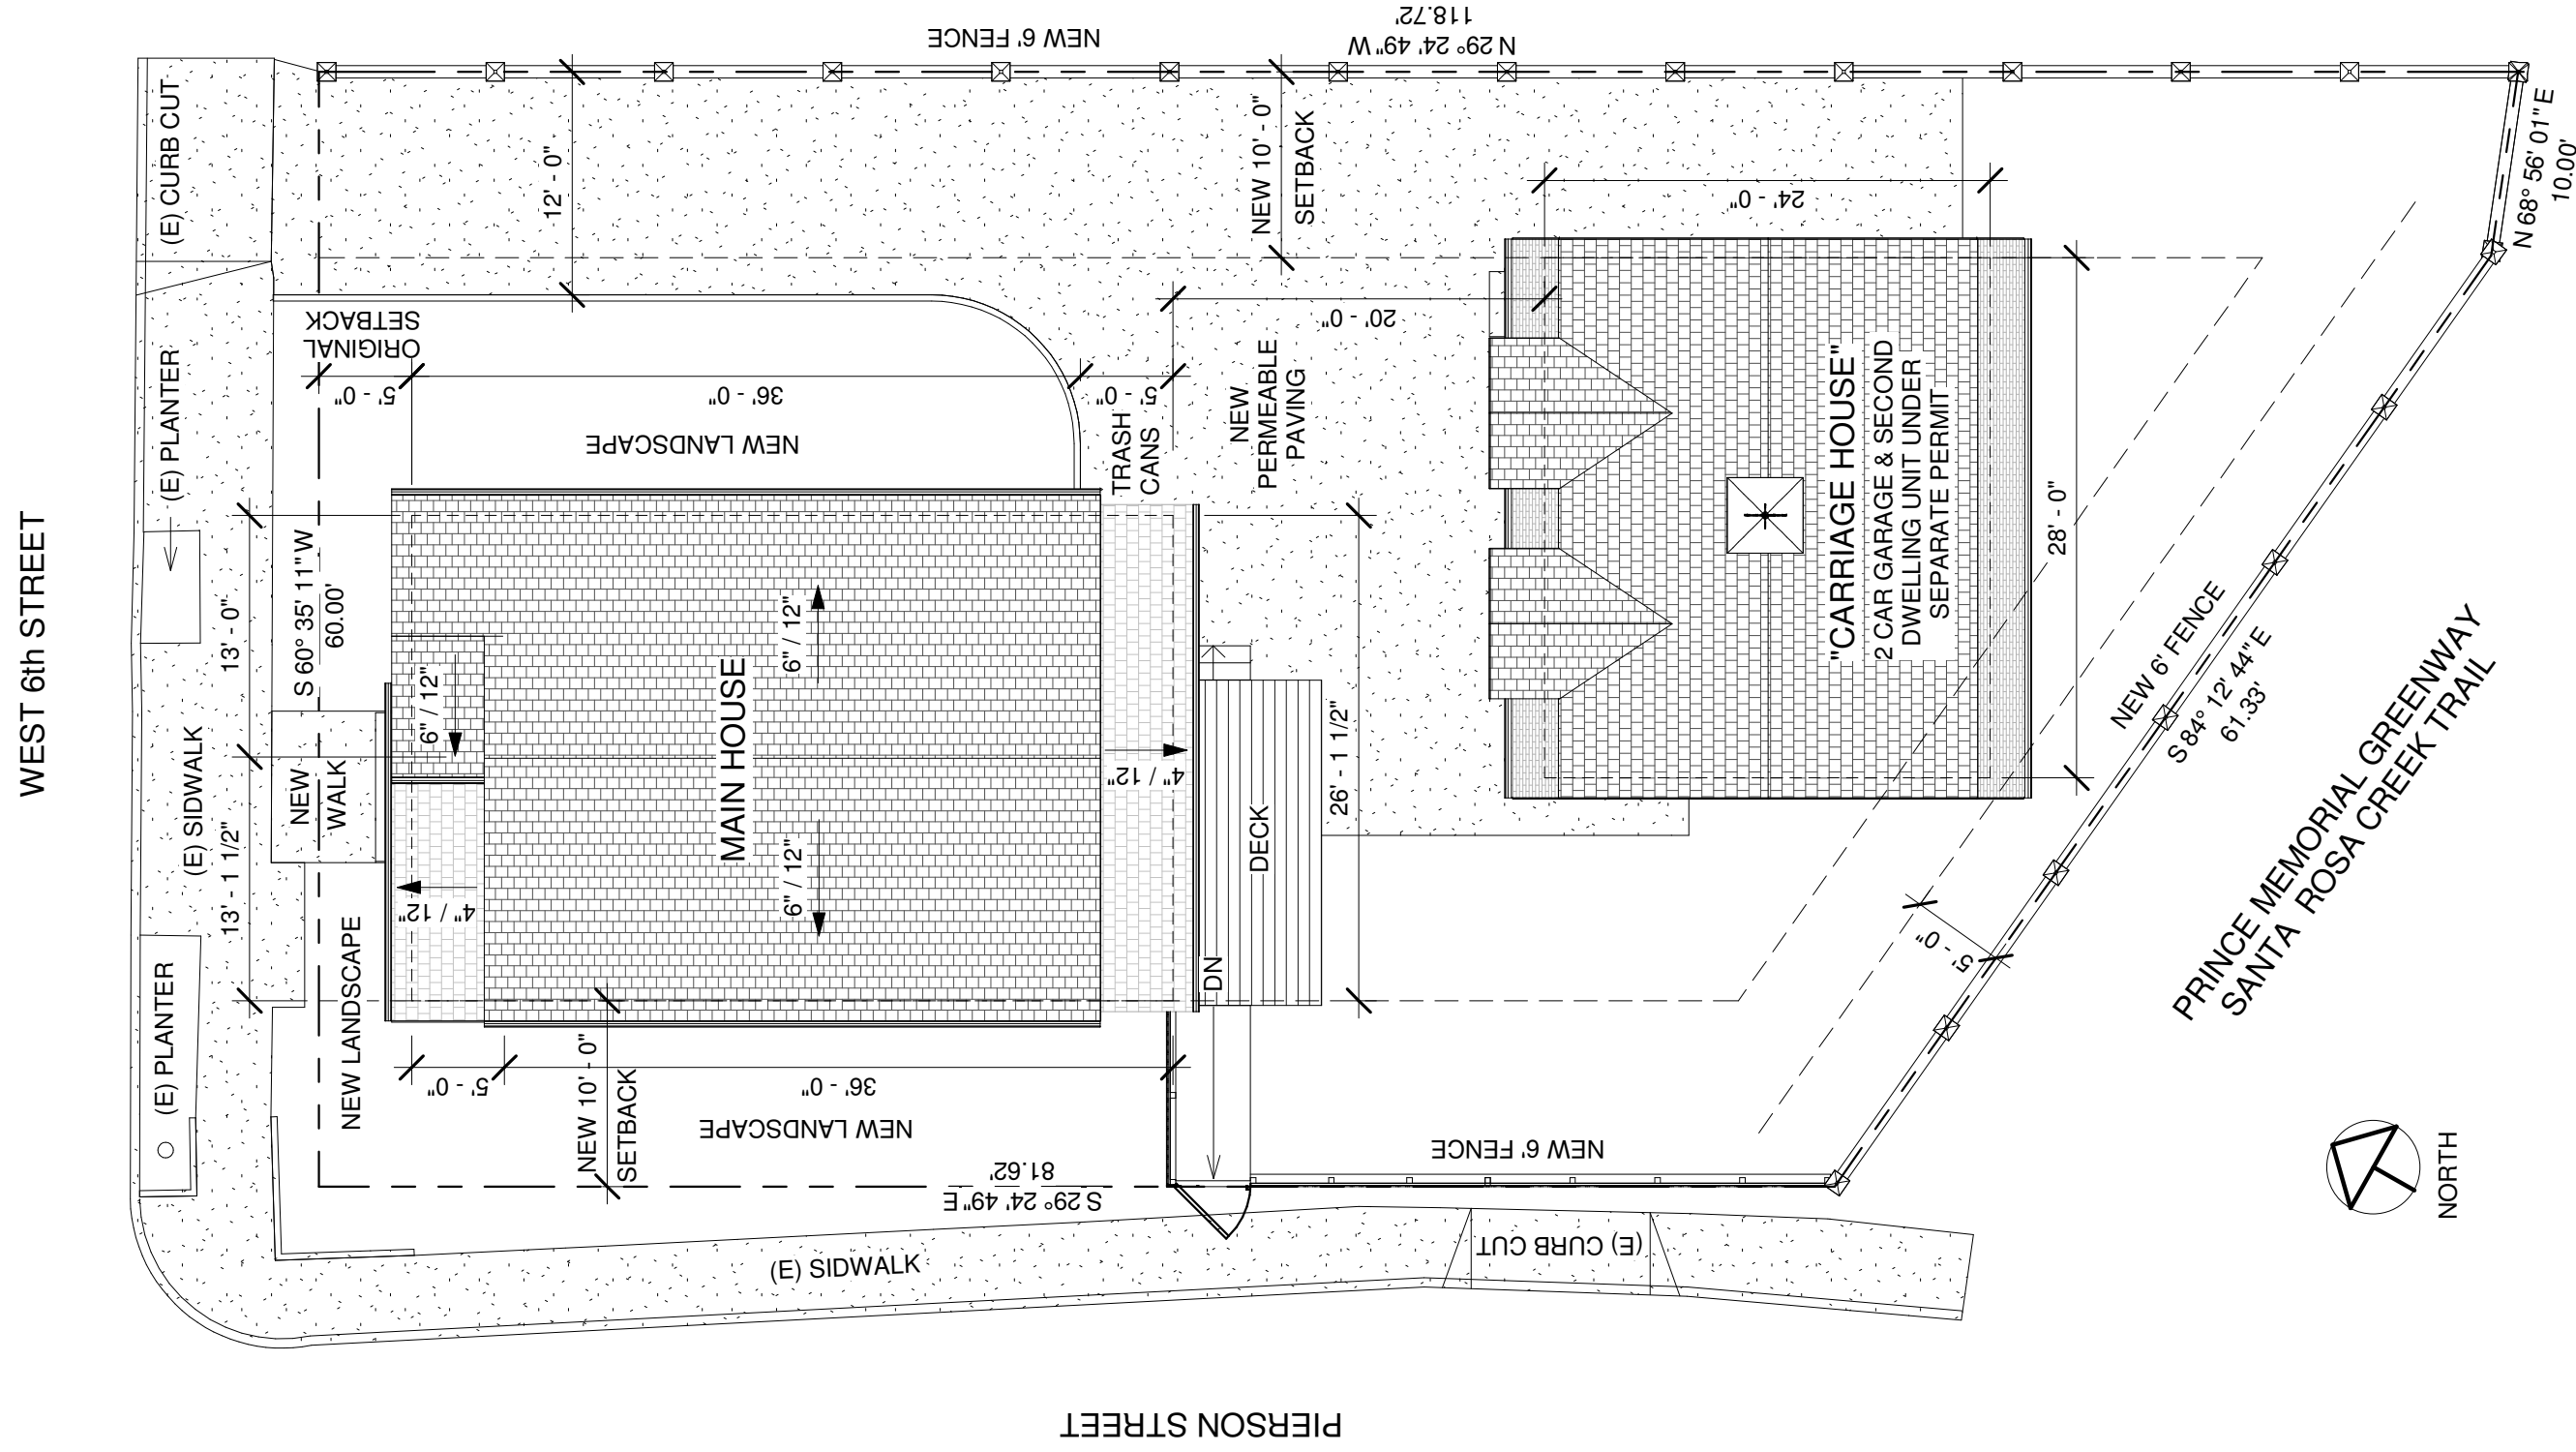 WEST 6th STREET
(E) CURB CUT
(E) PLANTER
(E) SIDWALK
(E) PLANTER
13' - 0"
13' - 1 1/2"
S 60° 35' 11" W
60.00'
NEW
WALK
NEW LANDSCAPE
ORIGINAL
SETBACK
5' - 0"
36' - 0"
5' - 0"
12' - 0"
NEW 6' FENCE
N 29° 24' 49" W
118.72'
NEW 10' - 0"
SETBACK
NEW LANDSCAPE
TRASH
CANS
NEW
PERMEABLE
PAVING
20' - 0"
24' - 0"
6" / 12"
4" / 12"
MAIN HOUSE
6" / 12"
6" / 12"
4" / 12"
DECK
DN
26' - 1 1/2"
"CARRIAGE HOUSE"
2 CAR GARAGE & SECOND
DWELLING UNIT UNDER
SEPARATE PERMIT
28' - 0"
N 68° 56' 01" E
10.00'
NEW 6' FENCE
S 84° 12' 44" E
61.33'
5' - 0"
PRINCE MEMORIAL GREENWAY
SANTA ROSA CREEK TRAIL
5' - 0"
36' - 0"
NEW 10' - 0"
SETBACK
NEW LANDSCAPE
S 29° 24' 49" E
81.62'
NEW 6' FENCE
(E) SIDWALK
(E) CURB CUT
PIERSON STREET
NORTH